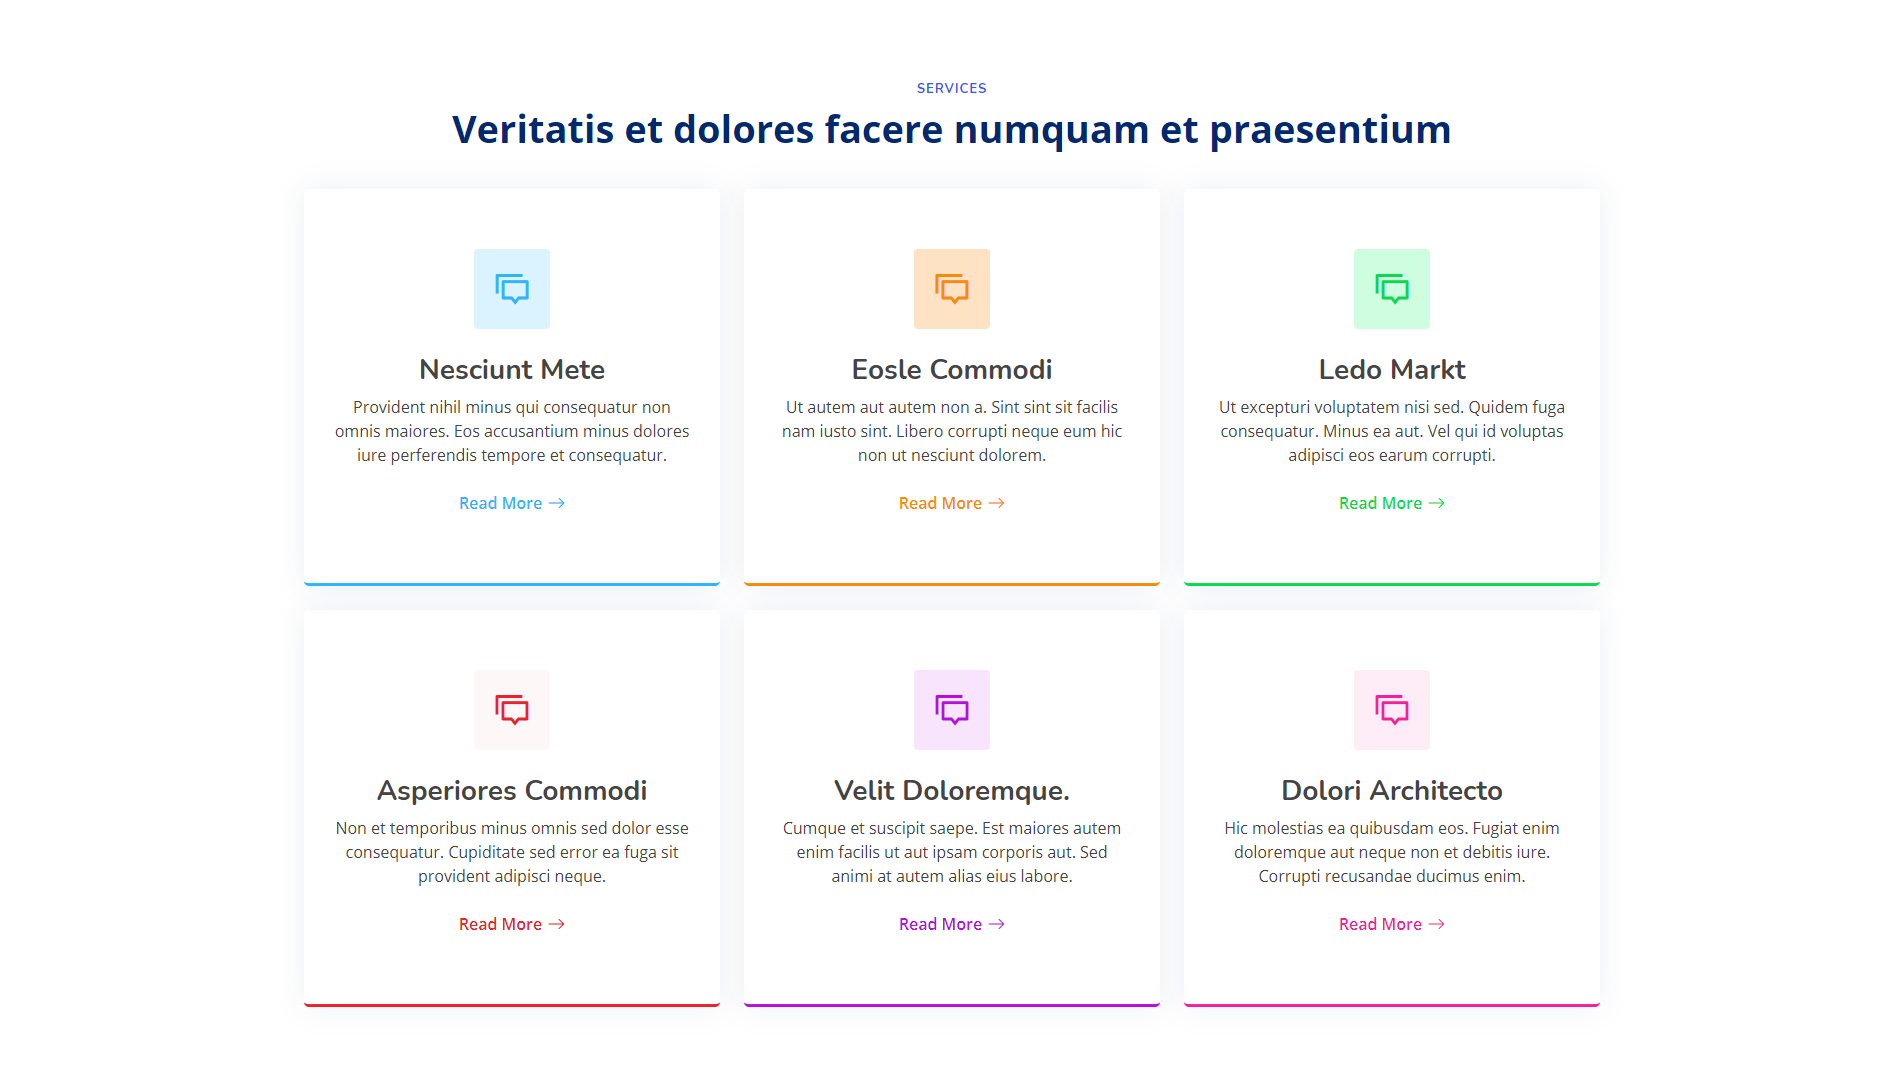 SERVICES
Veritatis et dolores facere numquam et praesentium
Nesciunt Mete
Provident nihil minus qui consequatur non
omnis maiores. Eos accusantium minus dolores
iure perferendis tempore et consequatur.
Read More
Eosle Commodi
Ut autem aut autem non a. Sint sint sit facilis
nam iusto sint. Libero corrupti neque eum hic
non ut nesciunt dolorem.
Read More
Ledo Markt
Ut excepturi voluptatem nisi sed. Quidem fuga
consequatur. Minus ea aut. Vel qui id voluptas
adipisci eos earum corrupti.
Read More
Asperiores Commodi
Non et temporibus minus omnis sed dolor esse
consequatur. Cupiditate sed error ea fuga sit
provident adipisci neque.
Read More
Velit Doloremque.
Cumque et suscipit saepe. Est maiores autem
enim facilis ut aut ipsam corporis aut. Sed
animi at autem alias eius labore.
Read More
Dolori Architecto
Hic molestias ea quibusdam eos. Fugiat enim
doloremque aut neque non et debitis iure.
Corrupti recusandae ducimus enim.
Read More